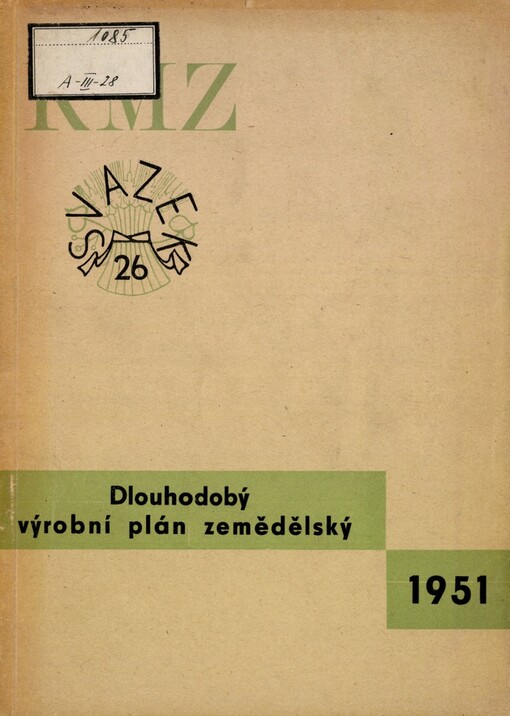 1085
A-III-28
KMZ
SVAZEK
26
Dlouhodobý
výrobní plán zemědělský
1951